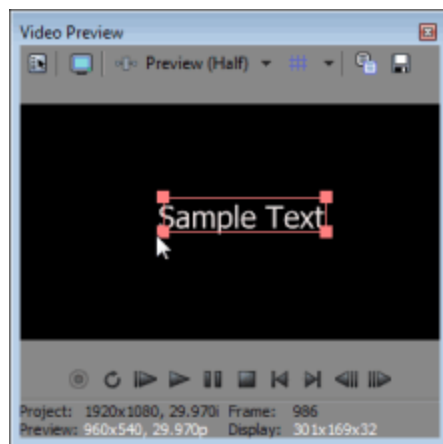 Video Preview
Preview (Half)
Sample Text
Project: 1920x1080, 29.970i Frame: 986
Preview: 960x540, 29.970p Display: 301x169x32